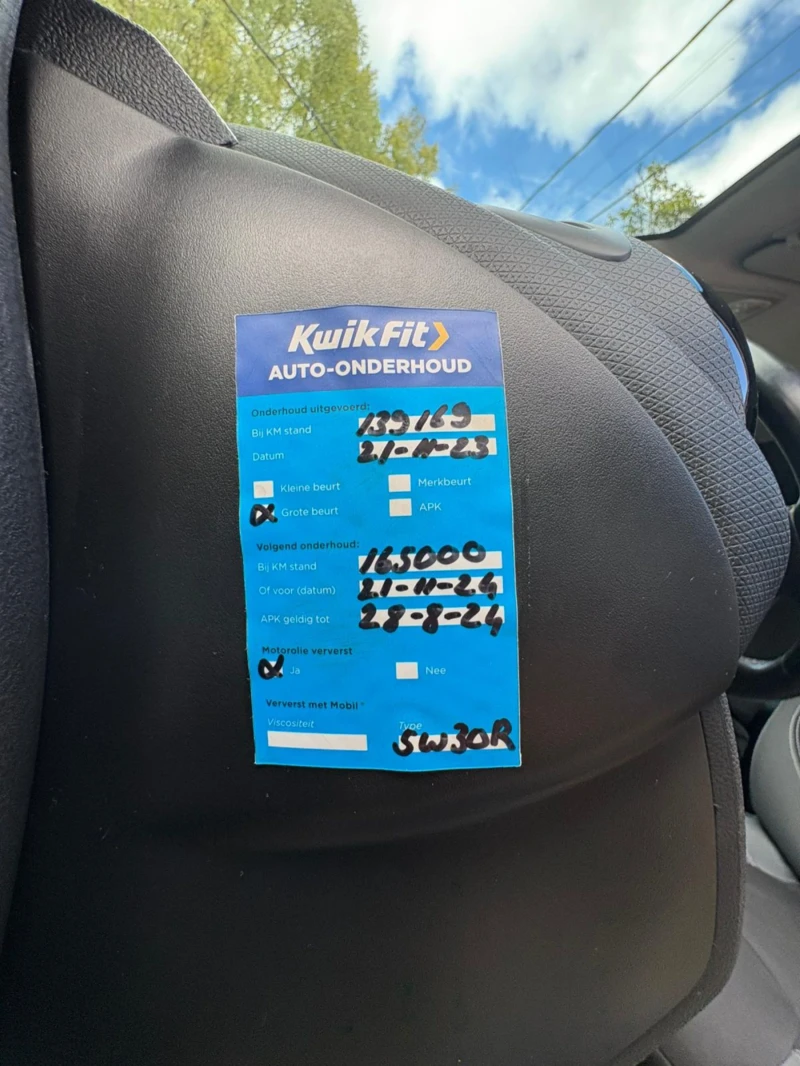 KwikFit
AUTO-ONDERHOUD
Onderhoud uitgevoerd:
Bij KM stand 139169
Datum 21-11-23
Kleine beurt Merkbeurt
Grote beurt APK
Volgend onderhoud:
Bij KM stand 165000
Of voor (datum) 21-11-24
APK geldig tot 28-8-24
Motorolie ververst
Ja Nee
Ververst met Mobil
Viscositeit Type
5W30R